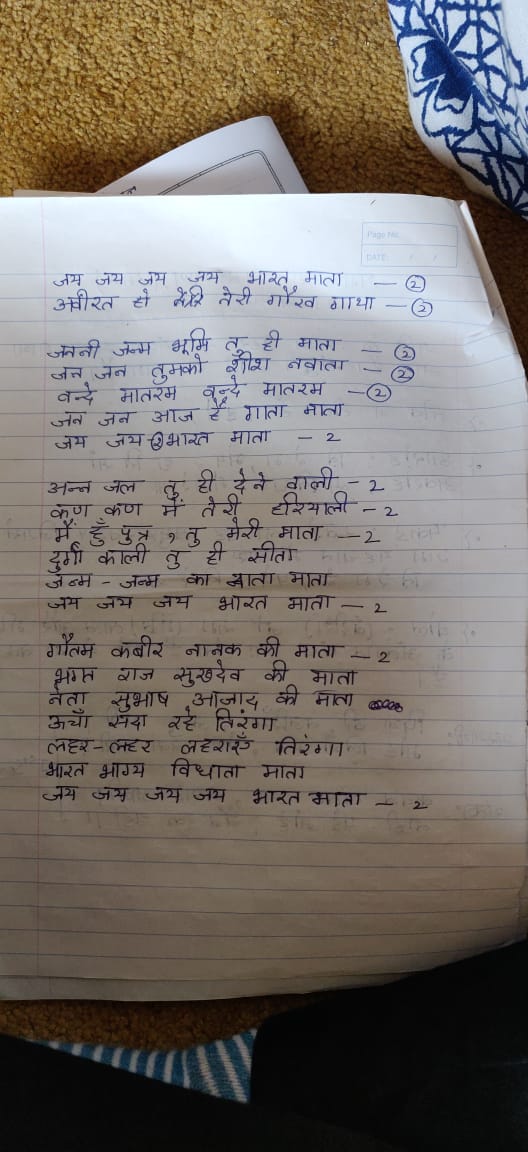 Page No.
DATE: / /
जय जय जय जय भारत माता — ②
अवीरत हो तेरी गौरव गाथा — ②
जननी जन्म भूमि तु ही माता — ②
जन जन तुमको शीश नवाता — ②
वन्दे मातरम वन्दे मातरम — ②
जन जन आज है गाता माता
जय जय भारत माता — 2
अन्न जल तु ही देने वाली — 2
कण कण में तेरी हरियाली — 2
मैं हूँ पुत्र, तु मेरी माता — 2
दुर्गा काली तु ही सीता
जन्म - जन्म का नाता माता
जय जय जय भारत माता — 2
गौतम कबीर नानक की माता — 2
भगत राज सुखदेव की माता
नेता सुभाष आजाद की माता
ऊचाँ सदा रहे तिरंगा
लहर-लहर लहराएँ तिरंगा
भारत भाग्य विधाता माता
जय जय जय जय भारत माता — 2